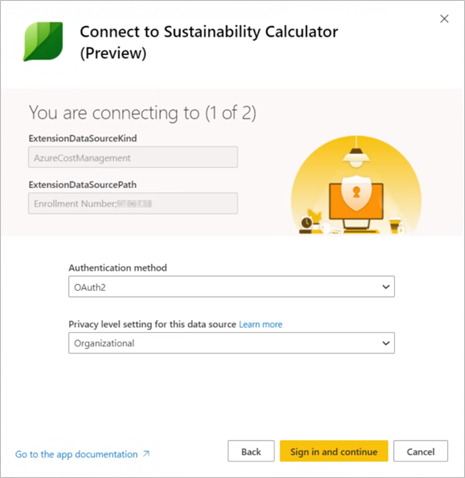 Connect to Sustainability Calculator
(Preview)
You are connecting to (1 of 2)
ExtensionDataSourceKind
AzureCostManagement
ExtensionDataSourcePath
Enrollment Number;
Authentication method
OAuth2
Privacy level setting for this data source Learn more
Organizational
Go to the app documentation
Back
Sign in and continue
Cancel